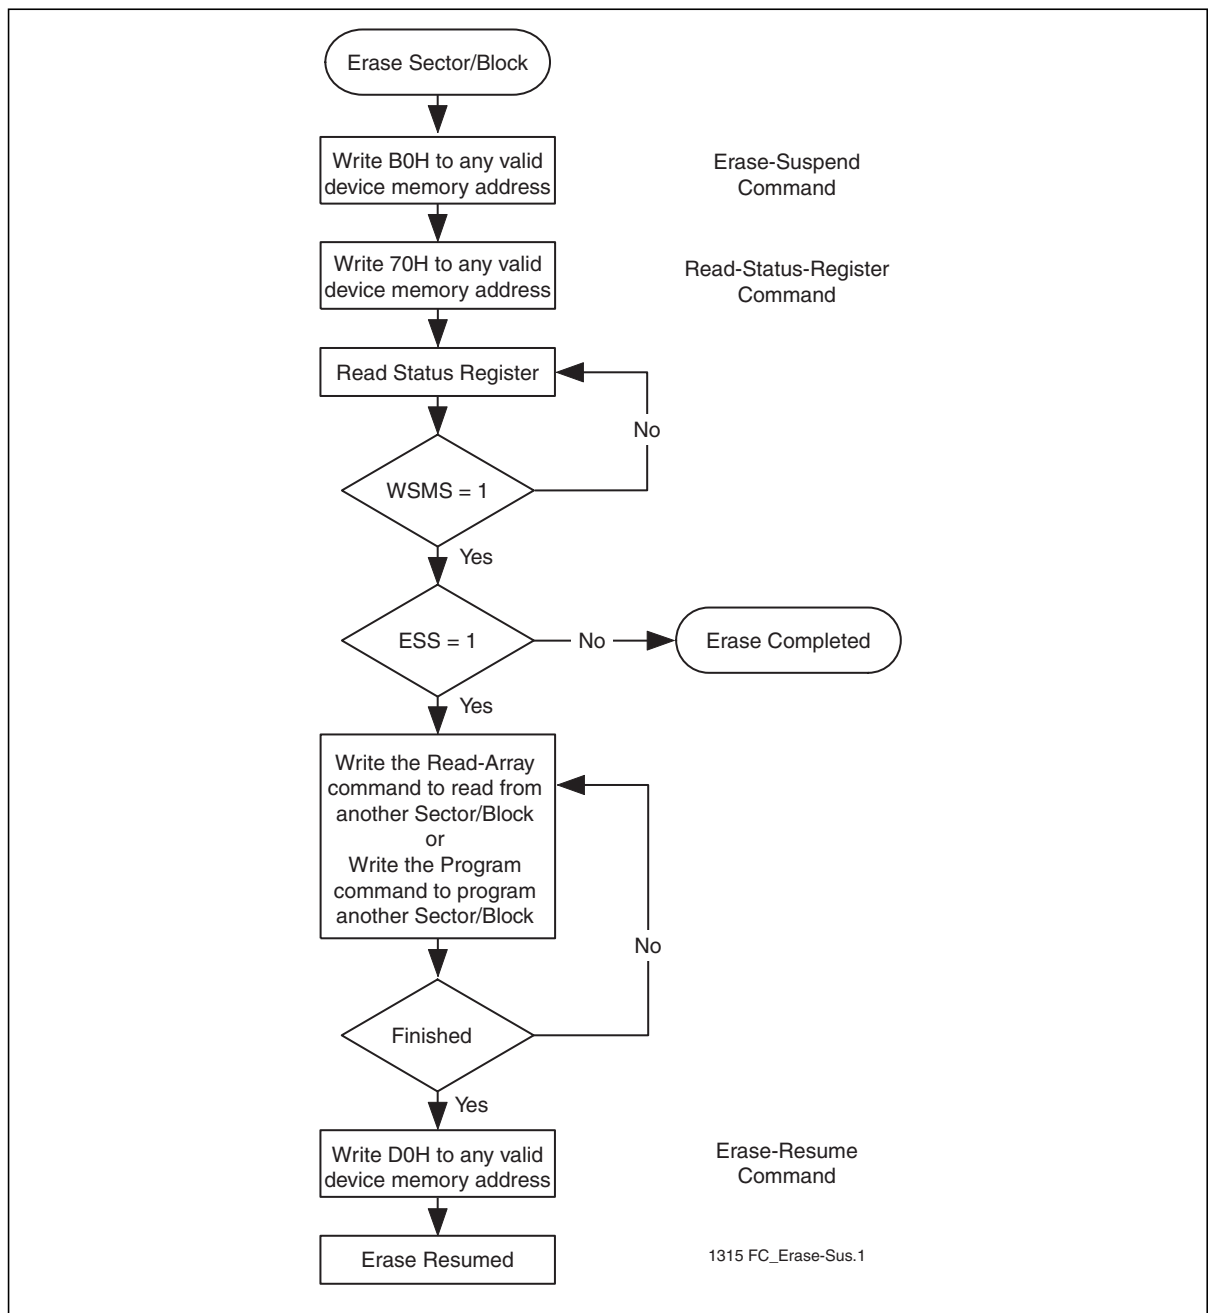 Erase Sector/Block
Write B0H to any valid
device memory address
Erase-Suspend
Command
Write 70H to any valid
device memory address
Read-Status-Register
Command
Read Status Register
No
WSMS = 1
Yes
ESS = 1
No
Erase Completed
Yes
Write the Read-Array
command to read from
another Sector/Block
or
Write the Program
command to program
another Sector/Block
No
Finished
Yes
Write D0H to any valid
device memory address
Erase-Resume
Command
Erase Resumed
1315 FC_Erase-Sus.1